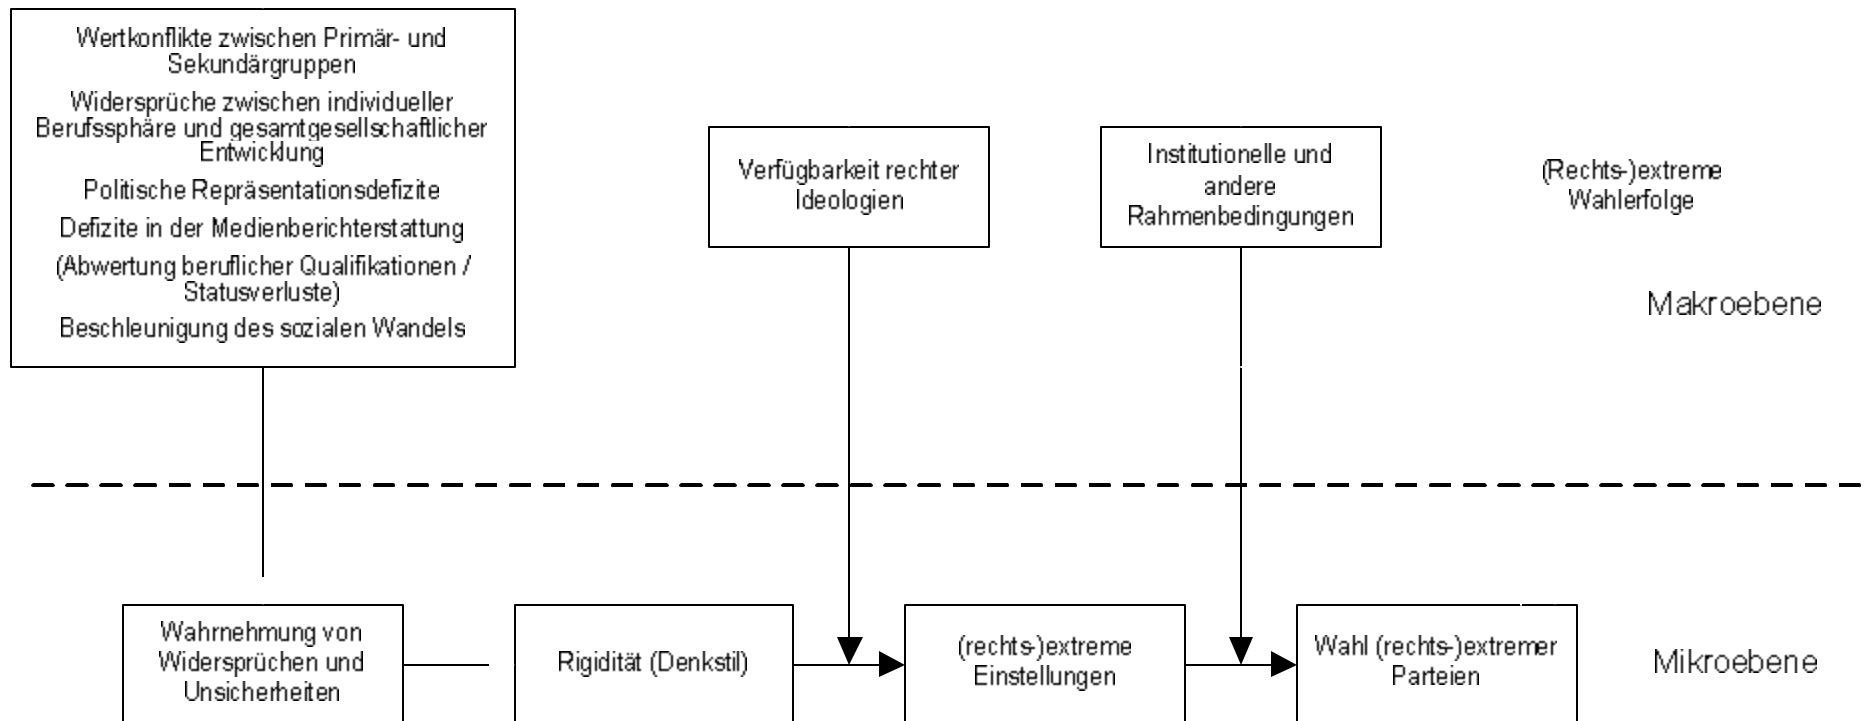 Wertkonflikte zwischen Primär- und
Sekundärgruppen
Widersprüche zwischen individueller
Berufssphäre und gesamtgesellschaftlicher
Entwicklung
Politische Repräsentationsdefizite
Defizite in der Medienberichterstattung
(Abwertung beruflicher Qualifikationen /
Statusverluste)
Beschleunigung des sozialen Wandels
Verfügbarkeit rechter
Ideologien
Institutionelle und
andere
Rahmenbedingungen
(Rechts-)extreme
Wahlerfolge
Makroebene
Wahrnehmung von
Widersprüchen und
Unsicherheiten
Rigidität (Denkstil)
(rechts-)extreme
Einstellungen
Wahl (rechts-)extremer
Parteien
Mikroebene